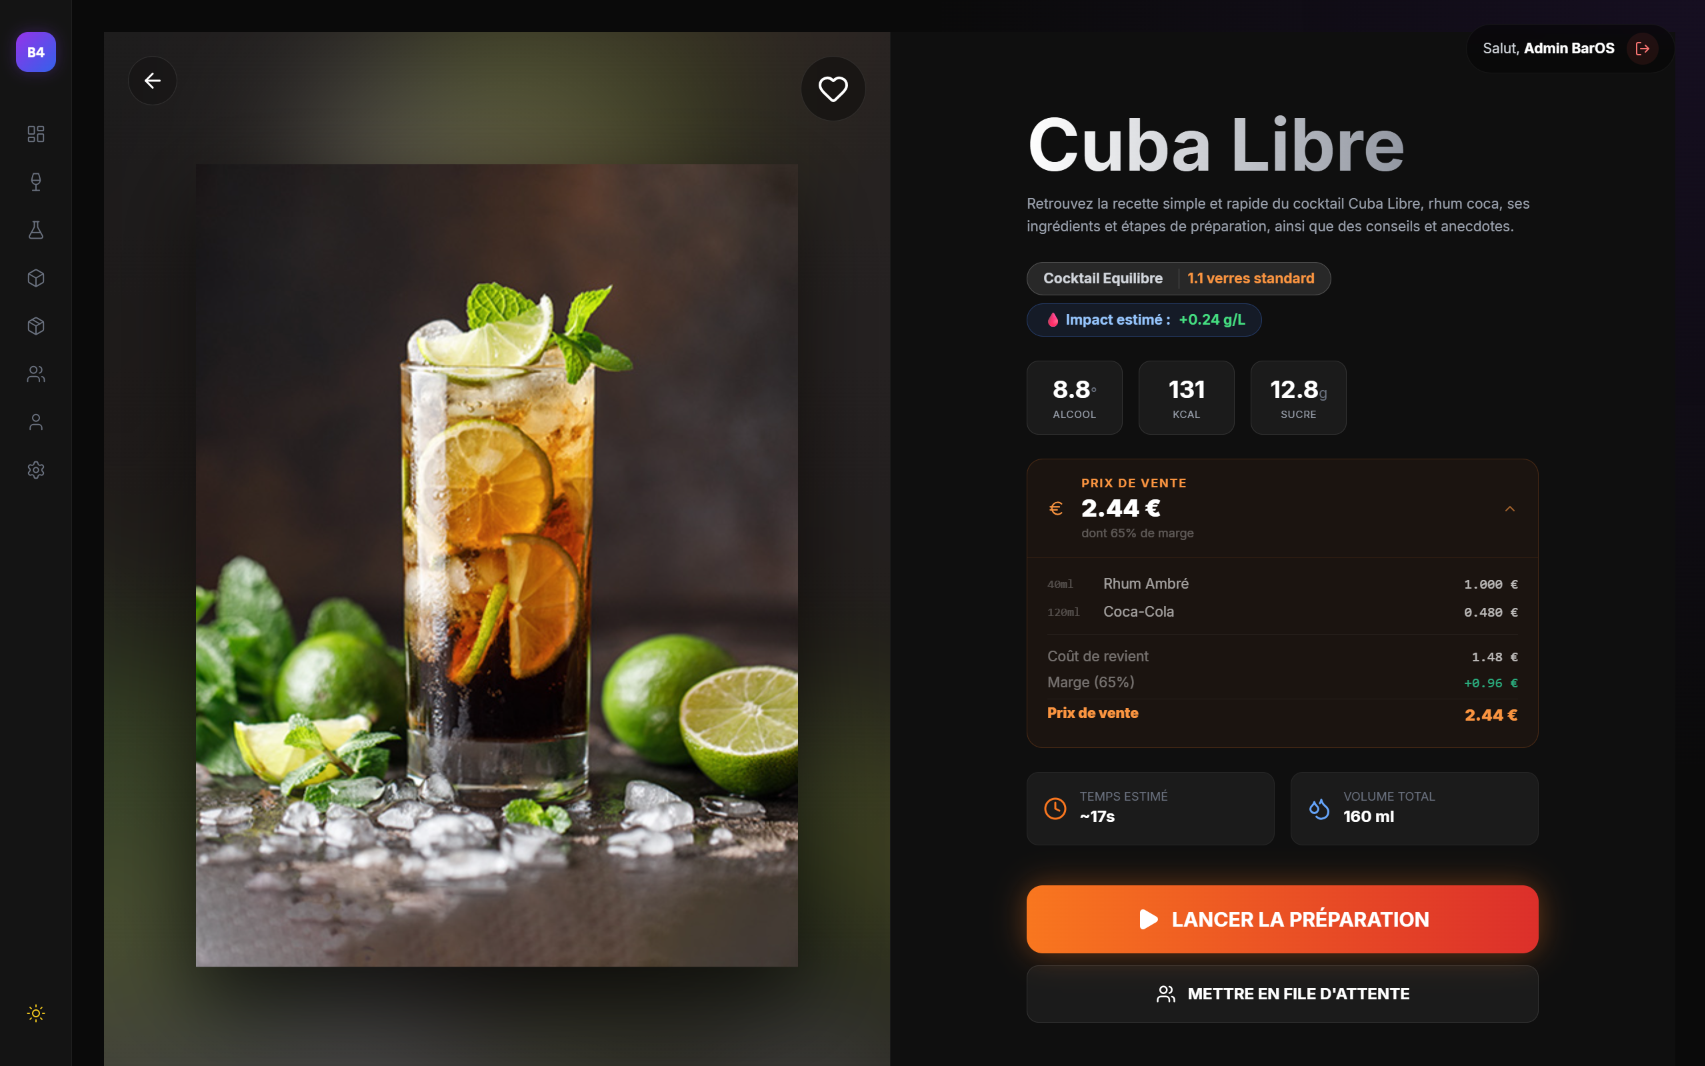 B4
Salut, Admin BarOS
Cuba Libre
Retrouvez la recette simple et rapide du cocktail Cuba Libre, rhum coca, ses
ingrédients et étapes de préparation, ainsi que des conseils et anecdotes.
Cocktail Equilibre 1.1 verres standard
Impact estimé : +0.24 g/L
8.8° 131 12.8g
ALCOOL KCAL SUCRE
PRIX DE VENTE
€ 2.44 €
dont 65% de marge
40ml Rhum Ambré 1.000 €
120ml Coca-Cola 0.480 €
Coût de revient 1.48 €
Marge (65%) +0.96 €
Prix de vente 2.44 €
TEMPS ESTIMÉ
~17s
VOLUME TOTAL
160 ml
LANCER LA PRÉPARATION
METTRE EN FILE D'ATTENTE